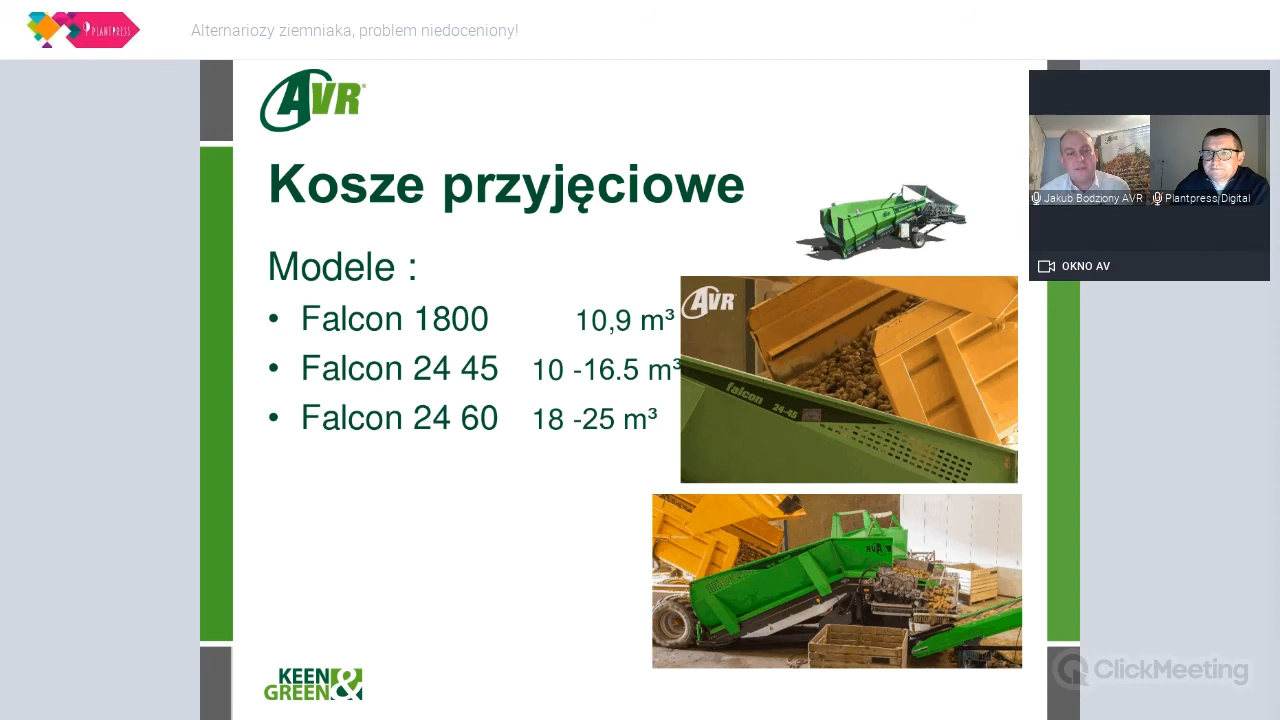 PLANTPRESS
Alternariozy ziemniaka, problem niedoceniony!
AVR
Kosze przyjęciowe
Modele :
• Falcon 1800 10,9 m³
• Falcon 24 45 10 -16.5 m³
• Falcon 24 60 18 -25 m³
AVR
falcon 24-45
AVR
KEEN
GREEN&
Jakub Bodziony AVR
Plantpress/Digital
OKNO AV
ClickMeeting